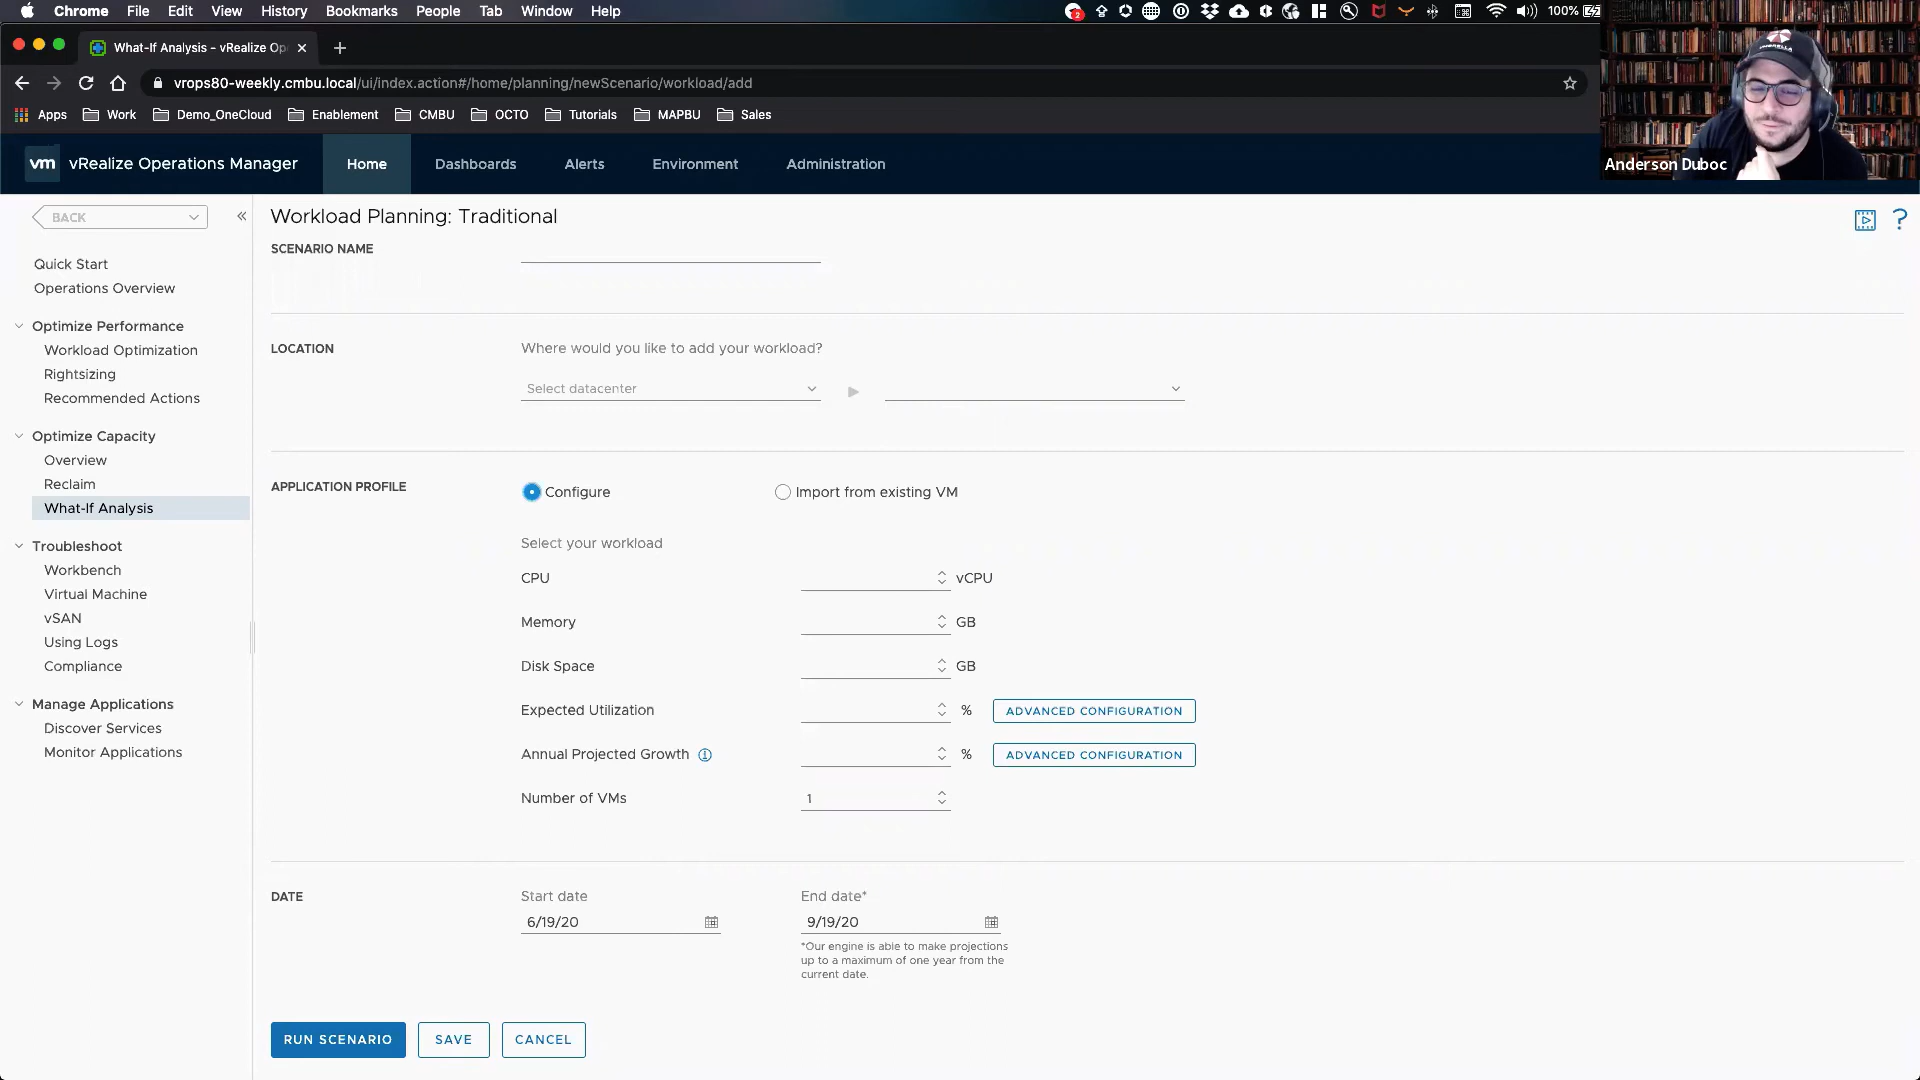 Chrome File Edit View History Bookmarks People Tab Window Help 2 100%
What-If Analysis - vRealize Op
vrops80-weekly.cmbu.local/ui/index.action#/home/planning/newScenario/workload/add
Apps Work Demo_OneCloud Enablement CMBU OCTO Tutorials MAPBU Sales
UMBRELLA
Anderson Duboc
vm vRealize Operations Manager Home Dashboards Alerts Environment Administration
BACK
Quick Start
Operations Overview
Optimize Performance
Workload Optimization
Rightsizing
Recommended Actions
Optimize Capacity
Overview
Reclaim
What-If Analysis
Troubleshoot
Workbench
Virtual Machine
vSAN
Using Logs
Compliance
Manage Applications
Discover Services
Monitor Applications
Workload Planning: Traditional
?
SCENARIO NAME
LOCATION
Where would you like to add your workload?
Select datacenter
APPLICATION PROFILE
Configure Import from existing VM
Select your workload
CPU vCPU
Memory GB
Disk Space GB
Expected Utilization % ADVANCED CONFIGURATION
Annual Projected Growth % ADVANCED CONFIGURATION
Number of VMs 1
DATE
Start date
6/19/20
End date*
9/19/20
*Our engine is able to make projections
up to a maximum of one year from the
current date.
RUN SCENARIO SAVE CANCEL